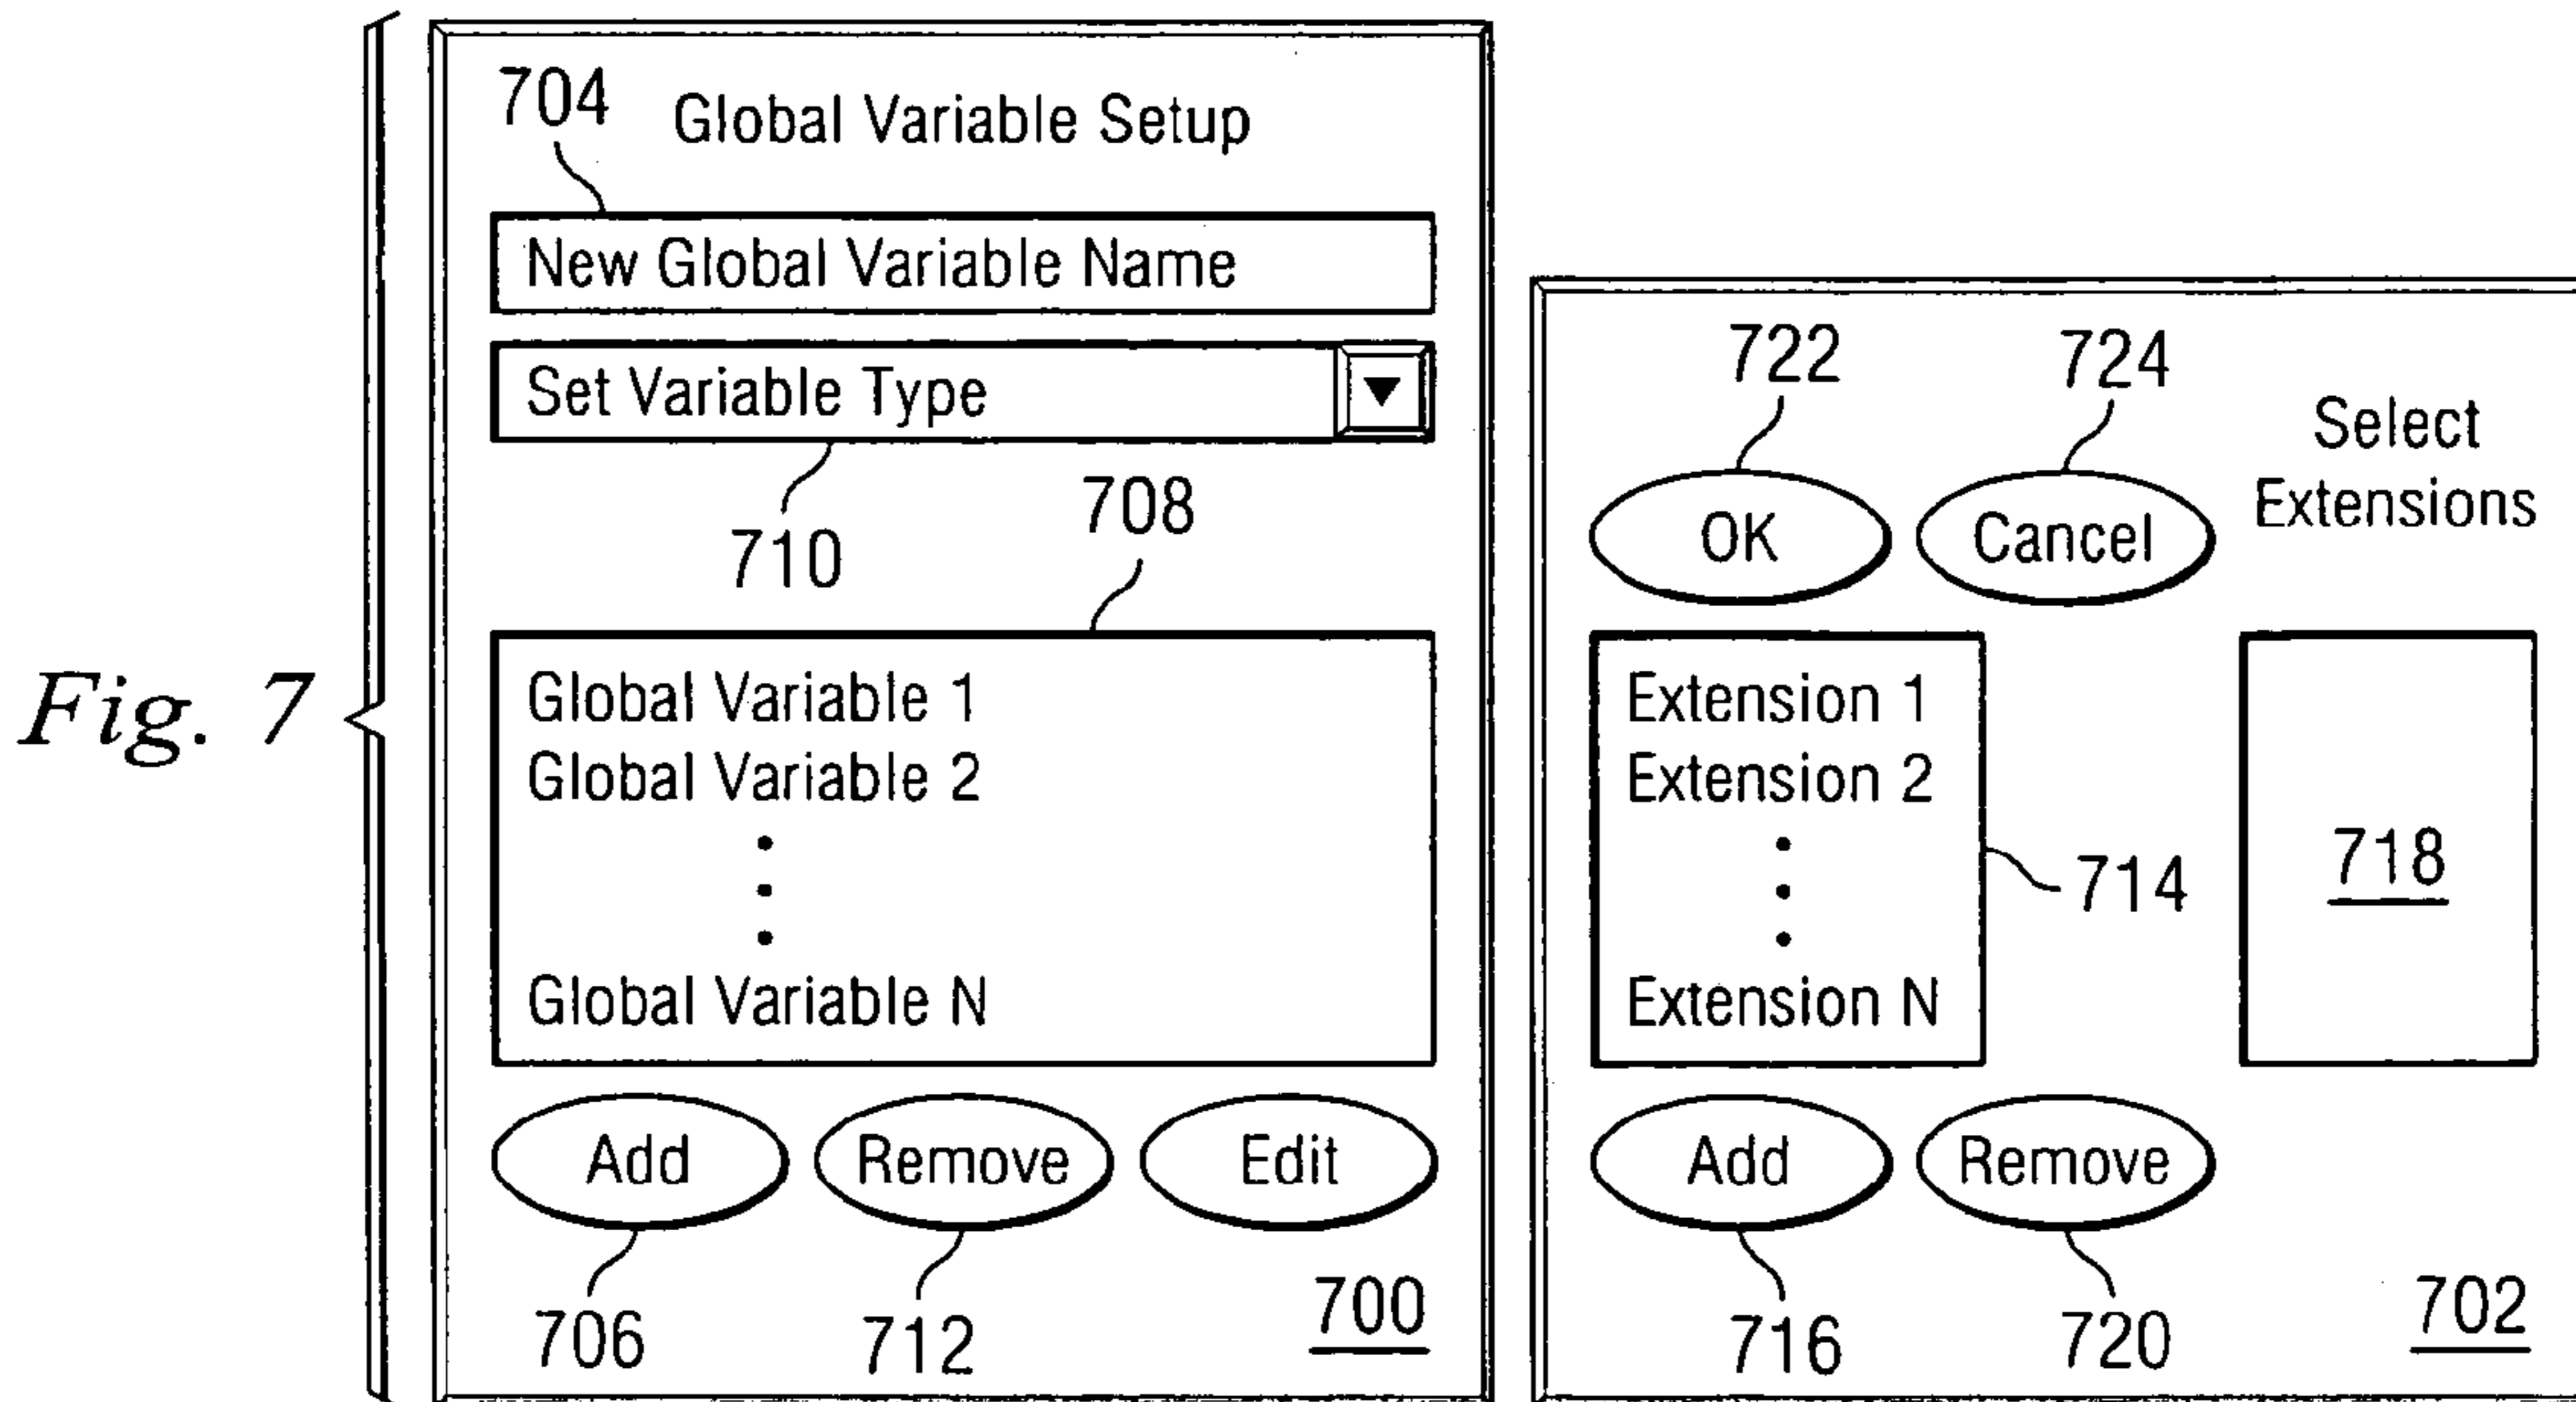 Fig. 7
704
Global Variable Setup
New Global Variable Name
Set Variable Type
710
708
Global Variable 1
Global Variable 2
Global Variable N
Add
Remove
Edit
706
712
700
722
724
Select
Extensions
OK
Cancel
Extension 1
Extension 2
Extension N
714
718
Add
Remove
716
720
702